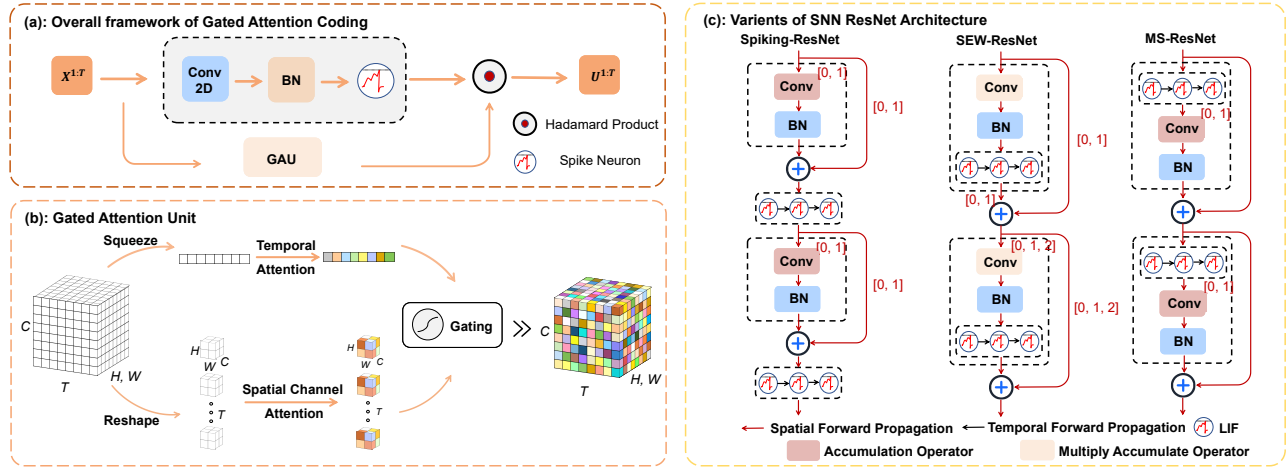 (a): Overall framework of Gated Attention Coding
X^{1:T}
Conv
2D
BN
U^{1:T}
GAU
Hadamard Product
Spike Neuron
(b): Gated Attention Unit
Squeeze
Temporal
Attention
C
T
H, W
Reshape
H
W
C
T
Spatial Channel
Attention
H
W
C
T
Gating
C
T
H, W
(c): Varients of SNN ResNet Architecture
Spiking-ResNet
[0, 1]
Conv
BN
[0, 1]
[0, 1]
Conv
BN
[0, 1]
SEW-ResNet
Conv
BN
[0, 1]
[0, 1]
[0, 1, 2]
Conv
BN
[0, 1, 2]
MS-ResNet
[0, 1]
Conv
BN
[0, 1]
Conv
BN
Spatial Forward Propagation
Temporal Forward Propagation
LIF
Accumulation Operator
Multiply Accumulate Operator